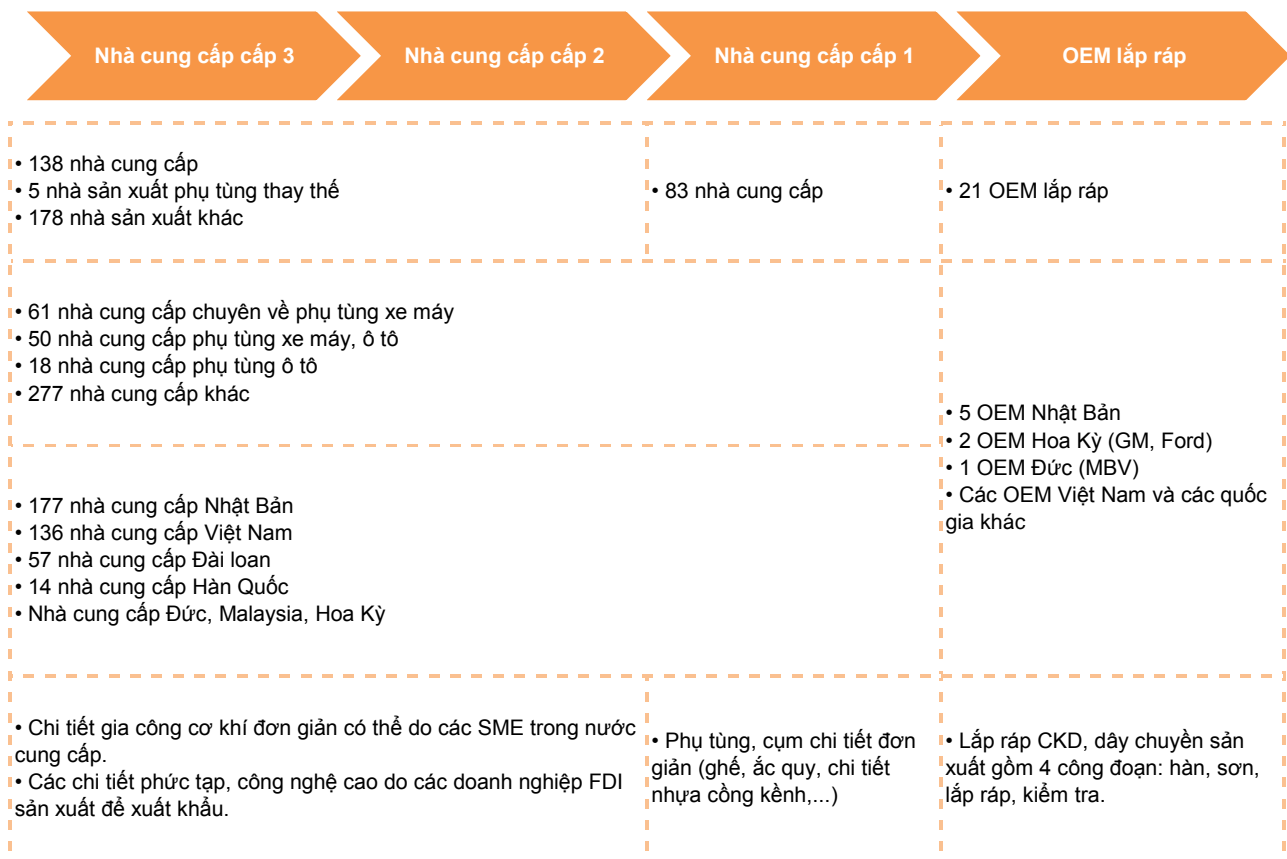 Nhà cung cấp cấp 3
Nhà cung cấp cấp 2
Nhà cung cấp cấp 1
OEM lắp ráp
• 138 nhà cung cấp
• 5 nhà sản xuất phụ tùng thay thế
• 178 nhà sản xuất khác
• 83 nhà cung cấp
• 21 OEM lắp ráp
• 61 nhà cung cấp chuyên về phụ tùng xe máy
• 50 nhà cung cấp phụ tùng xe máy, ô tô
• 18 nhà cung cấp phụ tùng ô tô
• 277 nhà cung cấp khác
• 177 nhà cung cấp Nhật Bản
• 136 nhà cung cấp Việt Nam
• 57 nhà cung cấp Đài loan
• 14 nhà cung cấp Hàn Quốc
• Nhà cung cấp Đức, Malaysia, Hoa Kỳ
• 5 OEM Nhật Bản
• 2 OEM Hoa Kỳ (GM, Ford)
• 1 OEM Đức (MBV)
• Các OEM Việt Nam và các quốc
gia khác
• Chi tiết gia công cơ khí đơn giản có thể do các SME trong nước
cung cấp.
• Các chi tiết phức tạp, công nghệ cao do các doanh nghiệp FDI
sản xuất để xuất khẩu.
• Phụ tùng, cụm chi tiết đơn
giản (ghế, ắc quy, chi tiết
nhựa cồng kềnh,...)
• Lắp ráp CKD, dây chuyền sản
xuất gồm 4 công đoạn: hàn, sơn,
lắp ráp, kiểm tra.